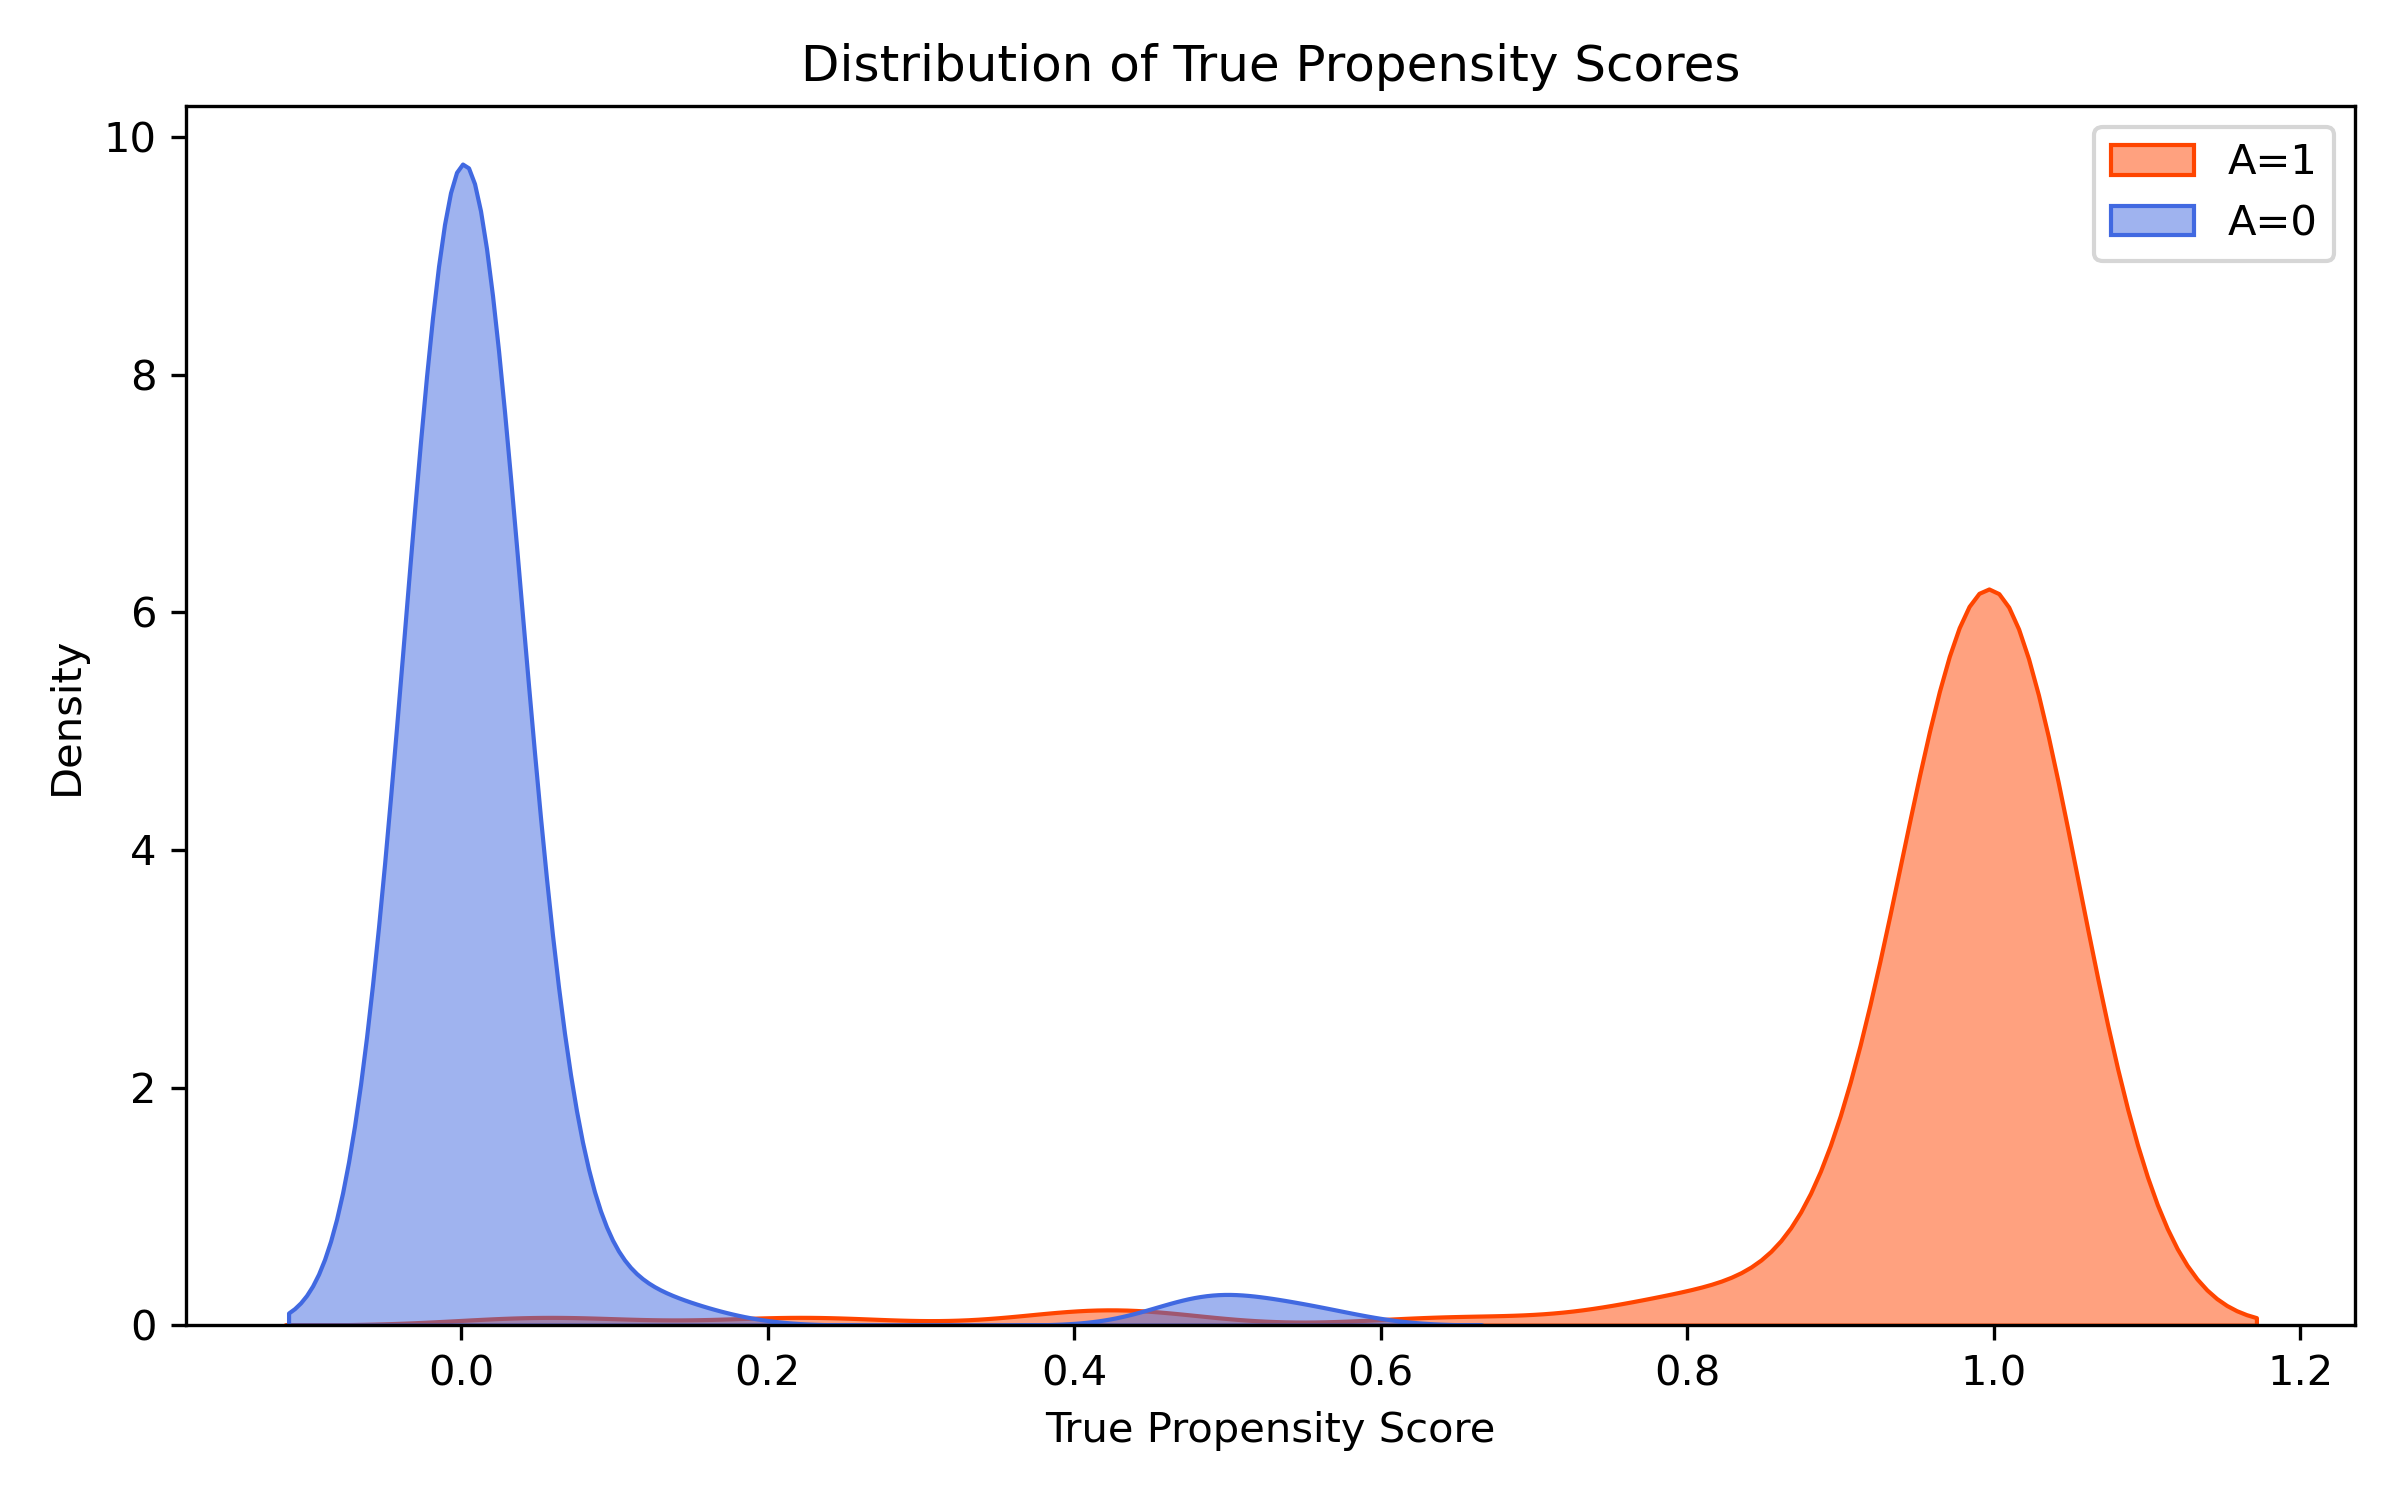 Distribution of True Propensity Scores
10
8
6
4
2
0
Density
A=1
A=0
0.0 0.2 0.4 0.6 0.8 1.0 1.2
True Propensity Score